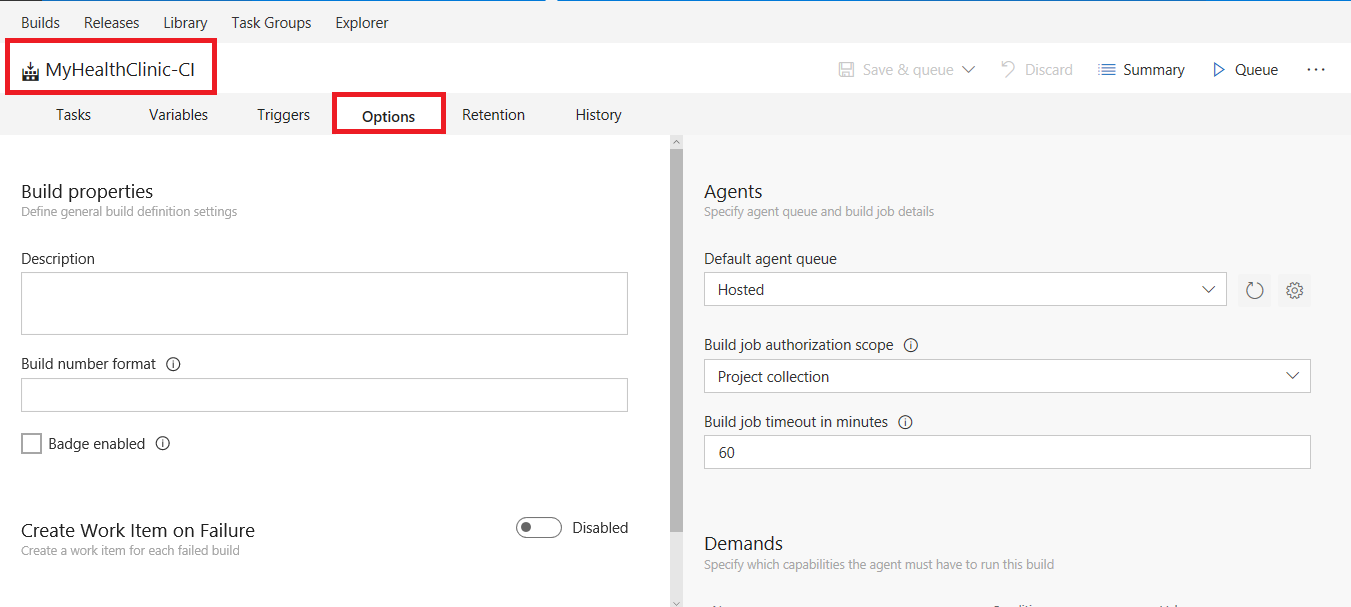 Builds Releases Library Task Groups Explorer
MyHealthClinic-CI Save & queue Discard Summary Queue ...
Tasks Variables Triggers Options Retention History
Build properties
Define general build definition settings
Description
Build number format
Badge enabled
Create Work Item on Failure Disabled
Create a work item for each failed build
Agents
Specify agent queue and build job details
Default agent queue
Hosted
Build job authorization scope
Project collection
Build job timeout in minutes
60
Demands
Specify which capabilities the agent must have to run this build